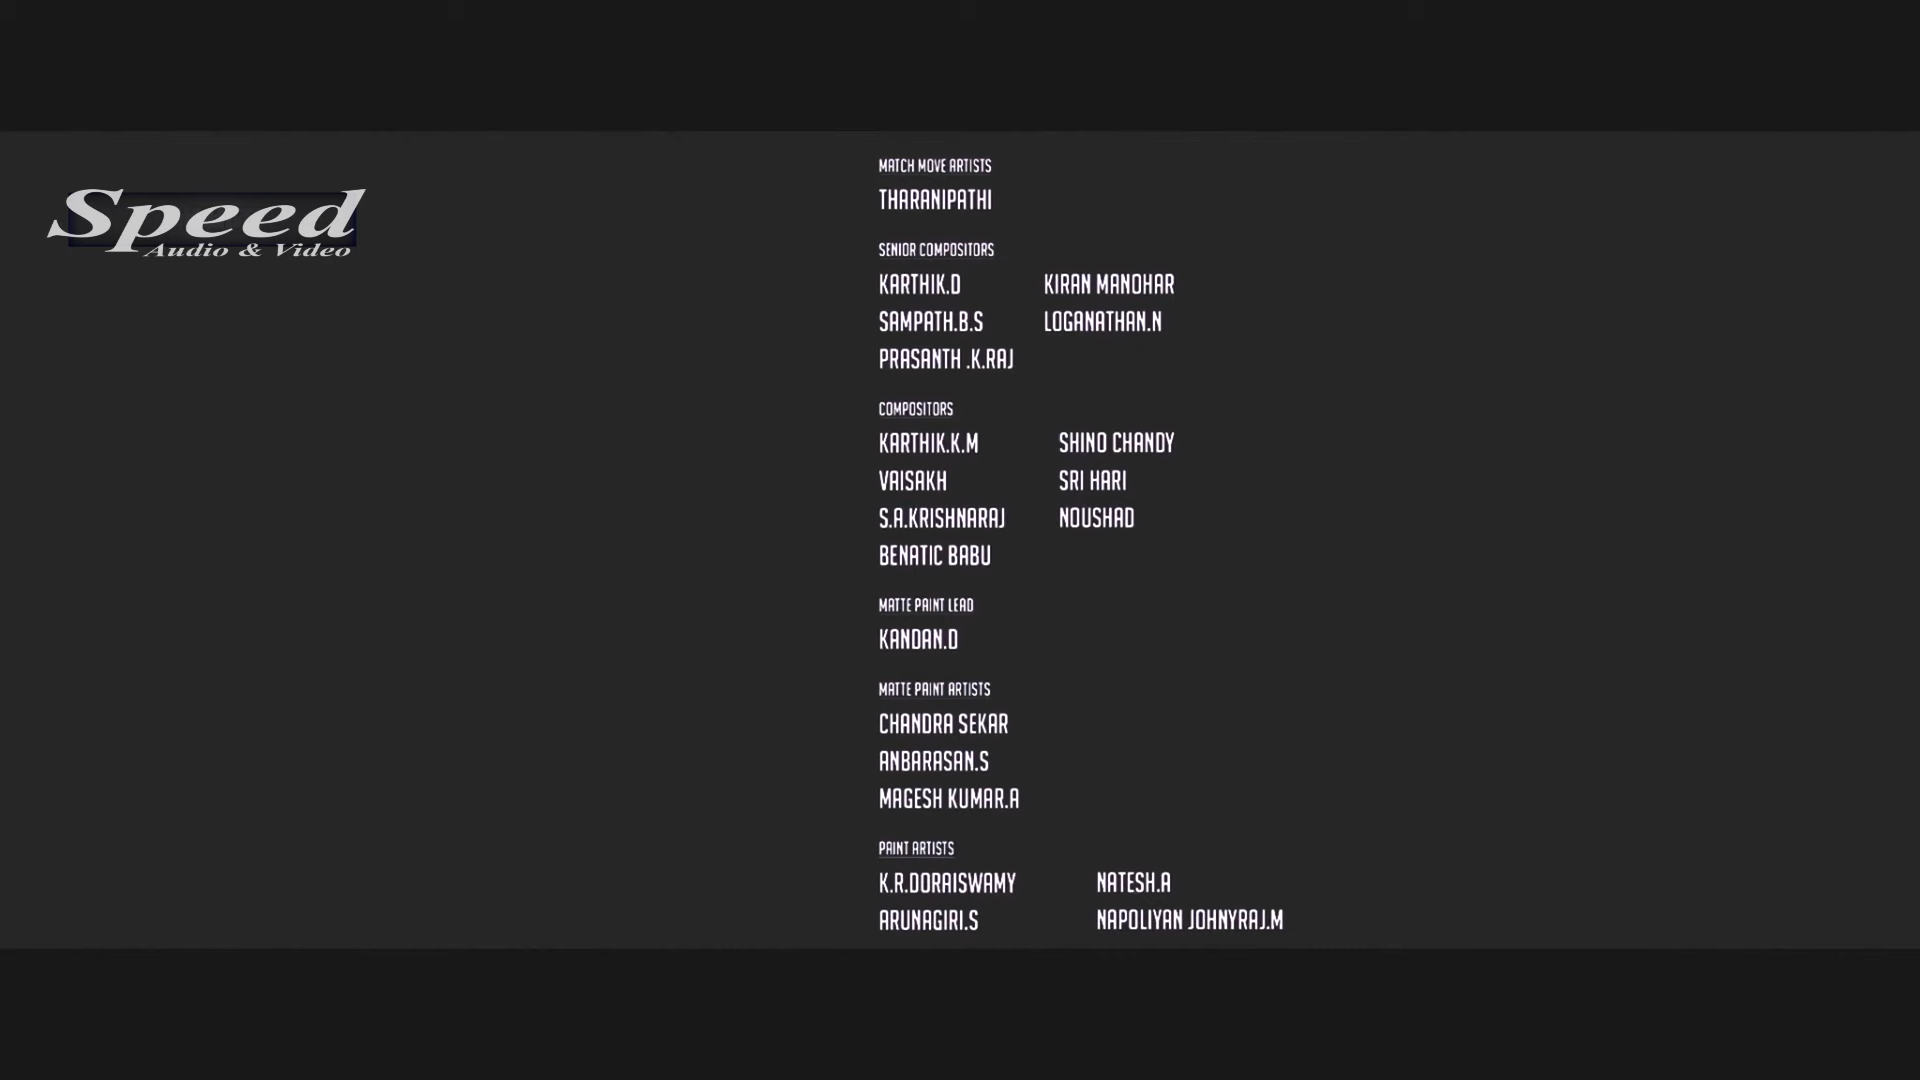 Speed
Audio & Video
MATCH MOVE ARTISTS
THARANIPATHI
SENIOR COMPOSITORS
KARTHIK.D KIRAN MANOHAR
SAMPATH.B.S LOGANATHAN.N
PRASANTH .K.RAJ
COMPOSITORS
KARTHIK.K.M SHINO CHANDY
VAISAKH SRI HARI
S.A.KRISHNARAJ NOUSHAD
BENATIC BABU
MATTE PAINT LEAD
KANDAN.D
MATTE PAINT ARTISTS
CHANDRA SEKAR
ANBARASAN.S
MAGESH KUMAR.A
PAINT ARTISTS
K.R.DORAISWAMY NATESH.A
ARUNAGIRI.S NAPOLIYAN JOHNYRAJ.M